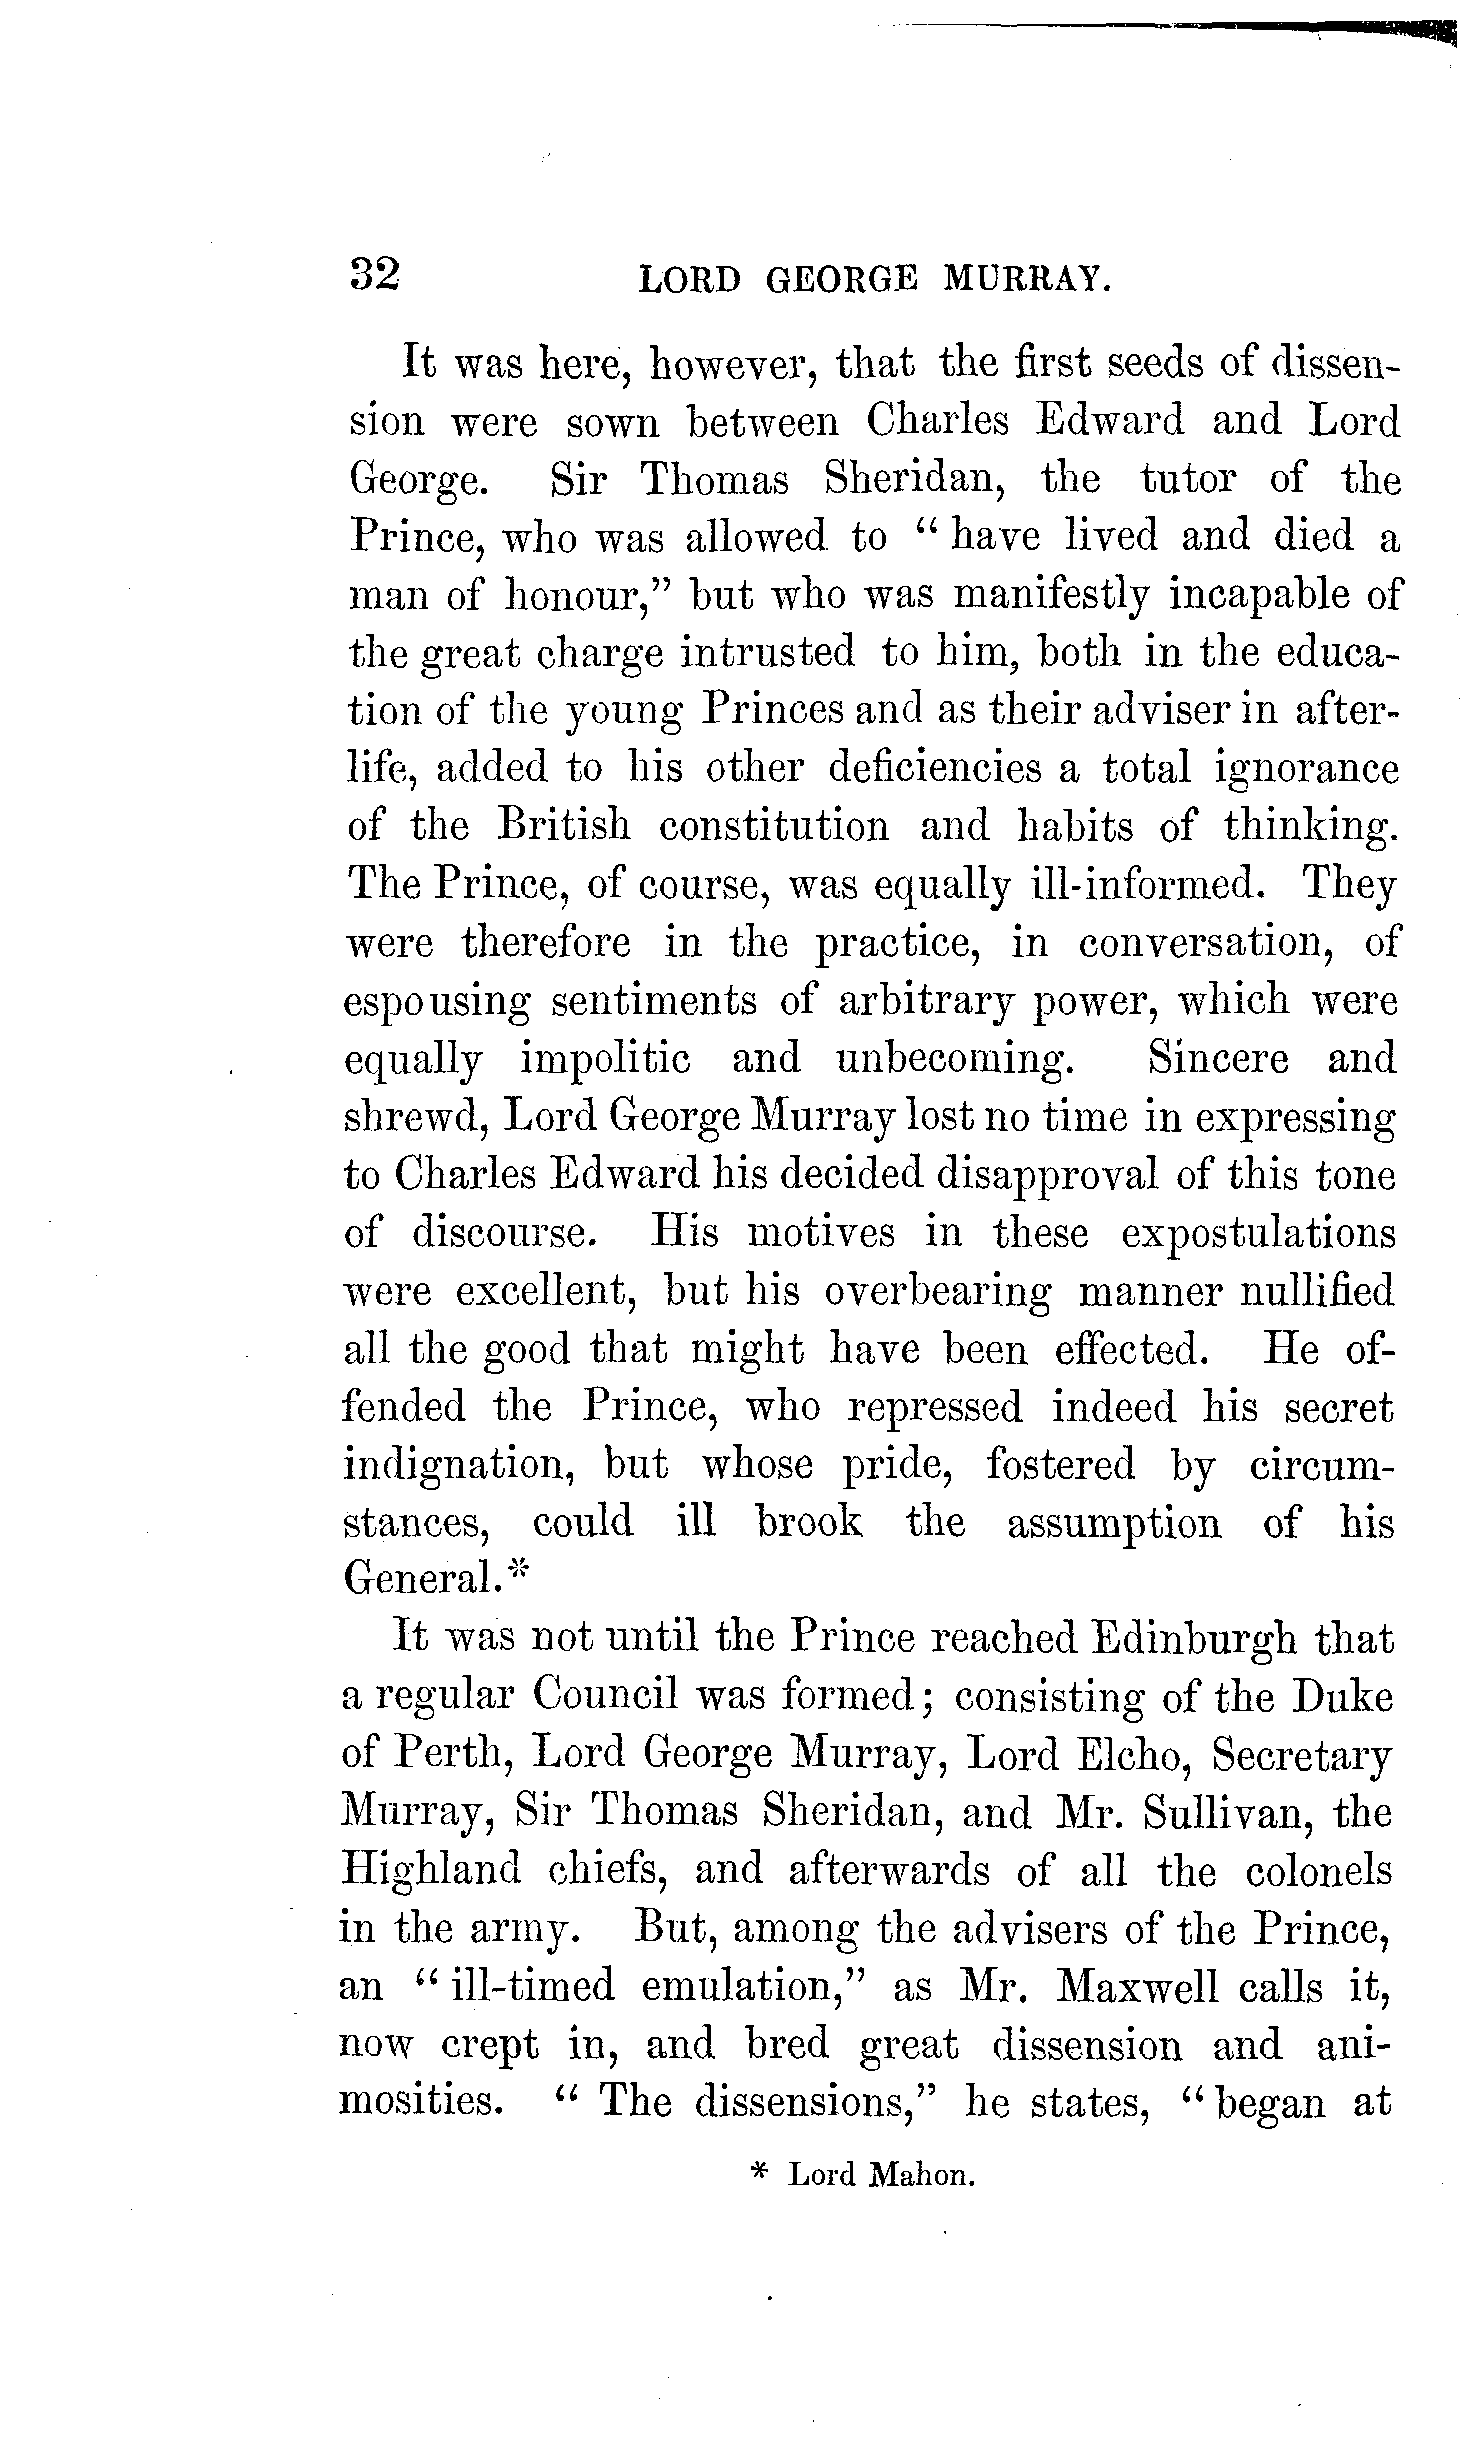 32 LORD GEORGE MURRAY.
It was here, however, that the first seeds of dissen-
sion were sown between Charles Edward and Lord
George. Sir Thomas Sheridan, the tutor of the
Prince, who was allowed to “ have lived and died a
man of honour,” but who was manifestly incapable of
the great charge intrusted to him, both in the educa-
tion of the young Princes and as their adviser in after-
life, added to his other deficiencies a total ignorance
of the British constitution and habits of thinking.
The Prince, of course, was equally ill-informed. They
were therefore in the practice, in conversation, of
espousing sentiments of arbitrary power, which were
equally impolitic and unbecoming. Sincere and
shrewd, Lord George Murray lost no time in expressing
to Charles Edward his decided disapproval of this tone
of discourse. His motives in these expostulations
were excellent, but his overbearing manner nullified
all the good that might have been effected. He of-
fended the Prince, who repressed indeed his secret
indignation, but whose pride, fostered by circum-
stances, could ill brook the assumption of his
General.*
It was not until the Prince reached Edinburgh that
a regular Council was formed; consisting of the Duke
of Perth, Lord George Murray, Lord Elcho, Secretary
Murray, Sir Thomas Sheridan, and Mr. Sullivan, the
Highland chiefs, and afterwards of all the colonels
in the army. But, among the advisers of the Prince,
an “ ill-timed emulation,” as Mr. Maxwell calls it,
now crept in, and bred great dissension and ani-
mosities. “ The dissensions,” he states, “ began at
* Lord Mahon.